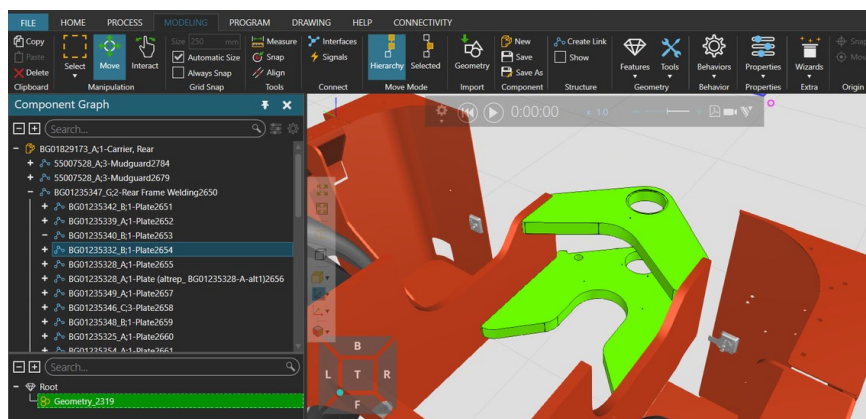 FILE HOME PROCESS MODELING PROGRAM DRAWING HELP CONNECTIVITY
Copy
Paste
Delete
Clipboard
Select
Move
Interact
Manipulation
Size 250 mm
Automatic Size
Always Snap
Grid Snap
Measure
Snap
Align
Tools
Interfaces
Signals
Connect
Hierarchy
Selected
Move Mode
Geometry
Import
New
Save
Save As
Component
Create Link
Show
Structure
Features
Tools
Geometry
Behaviors
Behavior
Properties
Properties
Wizards
Extra
Snap
Move
Origin
Component Graph
Search...
BG01829173_A;1-Carrier, Rear
55007528_A;3-Mudguard2784
55007528_A;3-Mudguard2679
BG01235347_G;2-Rear Frame Welding2650
BG01235342_B;1-Plate2651
BG01235339_A;1-Plate2652
BG01235340_B;1-Plate2653
BG01235332_B;1-Plate2654
BG01235328_A;1-Plate2655
BG01235328_A;1-Plate (altrep_ BG01235328-A-alt1)2656
BG01235349_A;1-Plate2657
BG01235346_C;3-Plate2658
BG01235348_B;1-Plate2659
BG01235325_A;1-Plate2660
BG01235354_A;1-Plate2661
Search...
Root
Geometry_2319
0:00:00 x 1.0
B
L T R
F